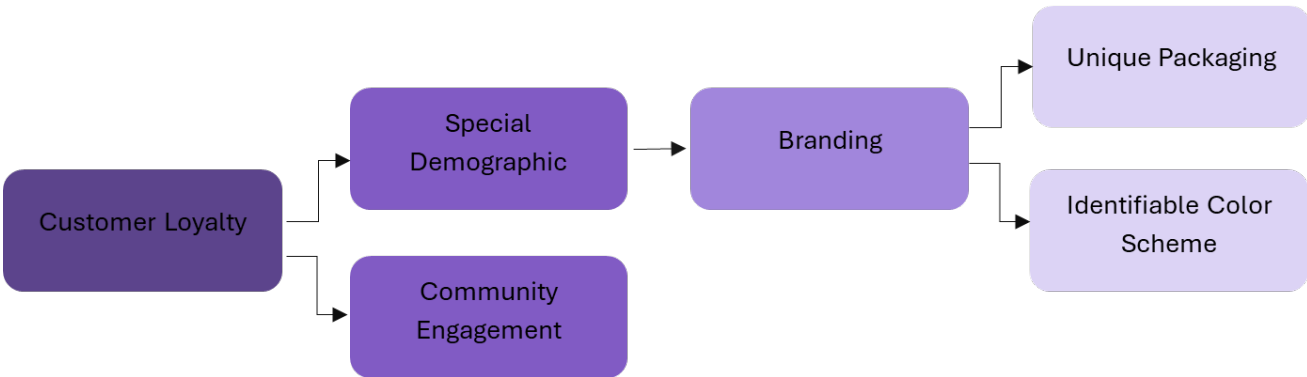 Customer Loyalty
Special
Demographic
Community
Engagement
Branding
Unique Packaging
Identifiable Color
Scheme